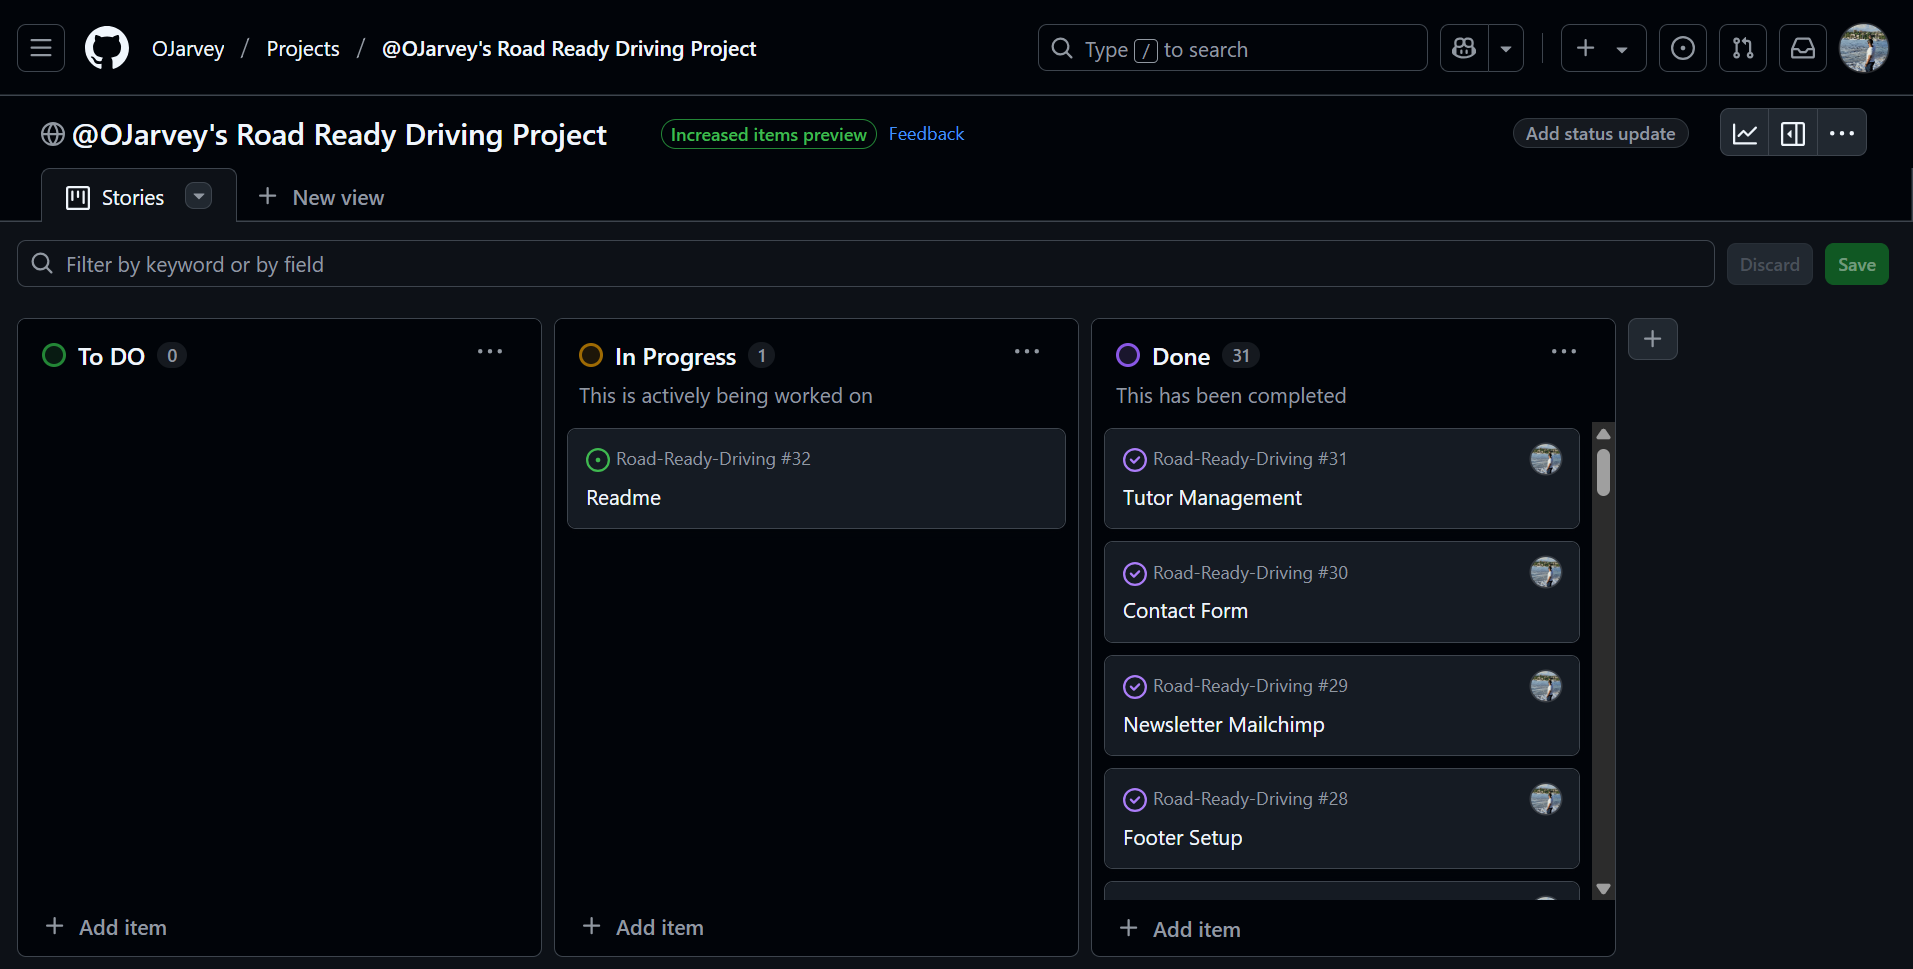 OJarvey / Projects / @OJarvey's Road Ready Driving Project
Type / to search
@OJarvey's Road Ready Driving Project
Increased items preview
Feedback
Add status update
Stories
New view
Filter by keyword or by field
Discard
Save
To DO 0
In Progress 1
This is actively being worked on
Road-Ready-Driving #32
Readme
Done 31
This has been completed
Road-Ready-Driving #31
Tutor Management
Road-Ready-Driving #30
Contact Form
Road-Ready-Driving #29
Newsletter Mailchimp
Road-Ready-Driving #28
Footer Setup
+ Add item
+ Add item
+ Add item